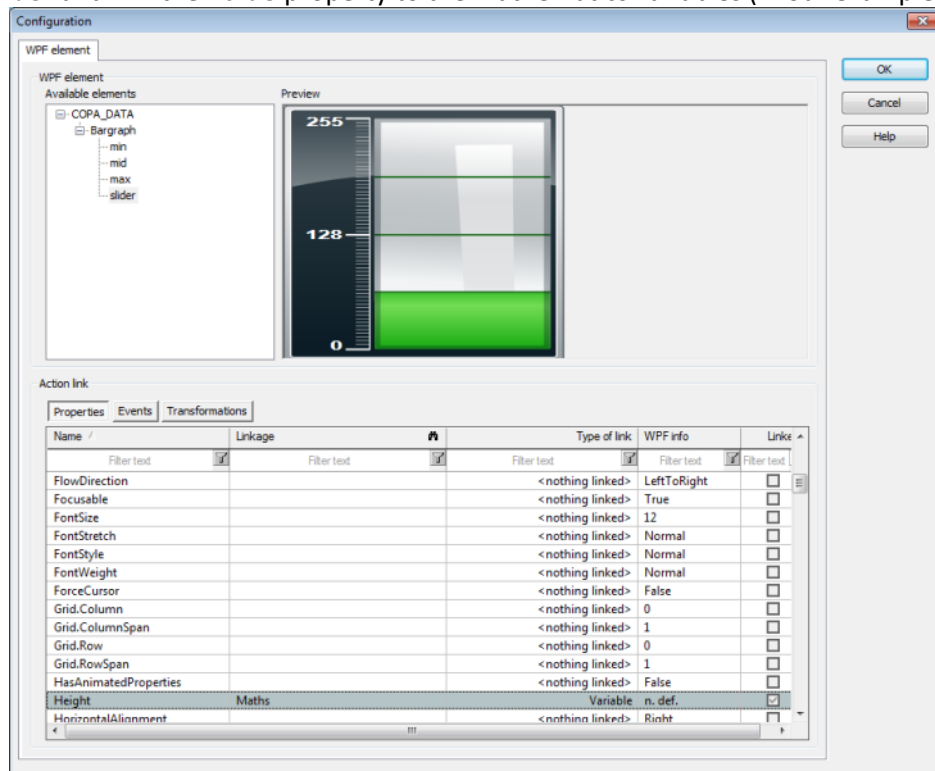 Configuration
WPF element
WPF element
Available elements
Preview
COPA_DATA
Bargraph
min
mid
max
slider
255
128
0
OK
Cancel
Help
Action link
Properties Events Transformations
Name Linkage Type of link WPF info Linke
Filter text Filter text Filter text Filter text Filter text
FlowDirection <nothing linked> LeftToRight
Focusable <nothing linked> True
FontSize <nothing linked> 12
FontStretch <nothing linked> Normal
FontStyle <nothing linked> Normal
FontWeight <nothing linked> Normal
ForceCursor <nothing linked> False
Grid.Column <nothing linked> 0
Grid.ColumnSpan <nothing linked> 1
Grid.Row <nothing linked> 0
Grid.RowSpan <nothing linked> 1
HasAnimatedProperties <nothing linked> False
Height Maths Variable n. def.
HorizontalAlignment <nothing linked> Right